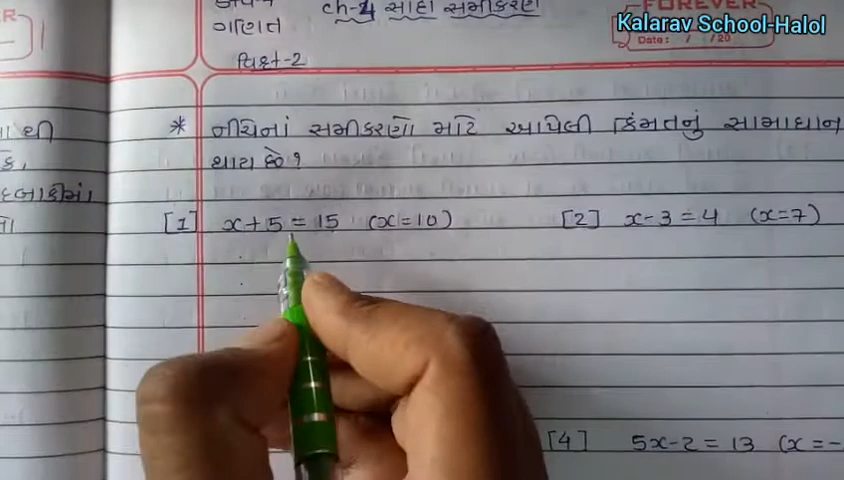 ગણિત
ch-4 સાદા સમીકરણ
વિડીયો-2
FOREVER
Kalarav School-Halol
Date: / /20
* નીચેનાં સમીકરણો માટે આપેલી કિંમતનું સામાધાન
થાય છે?
[1] x+5=15 (x=10)
[2] x-3=4 (x=7)
[4] 5x-2=13 (x=-